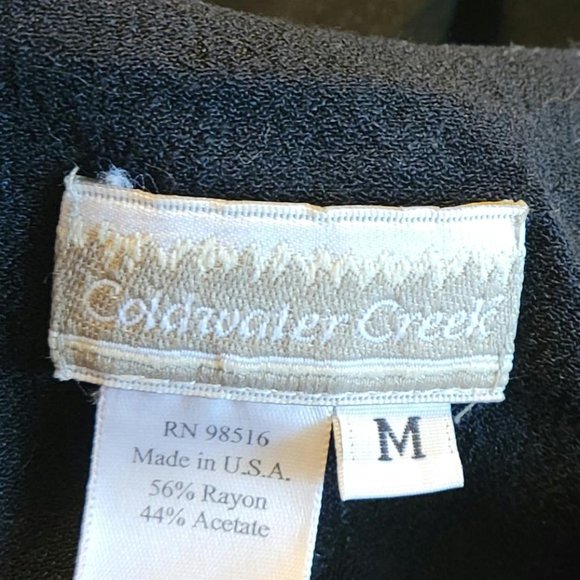 Coldwater Creek
M
RN 98516
Made in U.S.A.
56% Rayon
44% Acetate